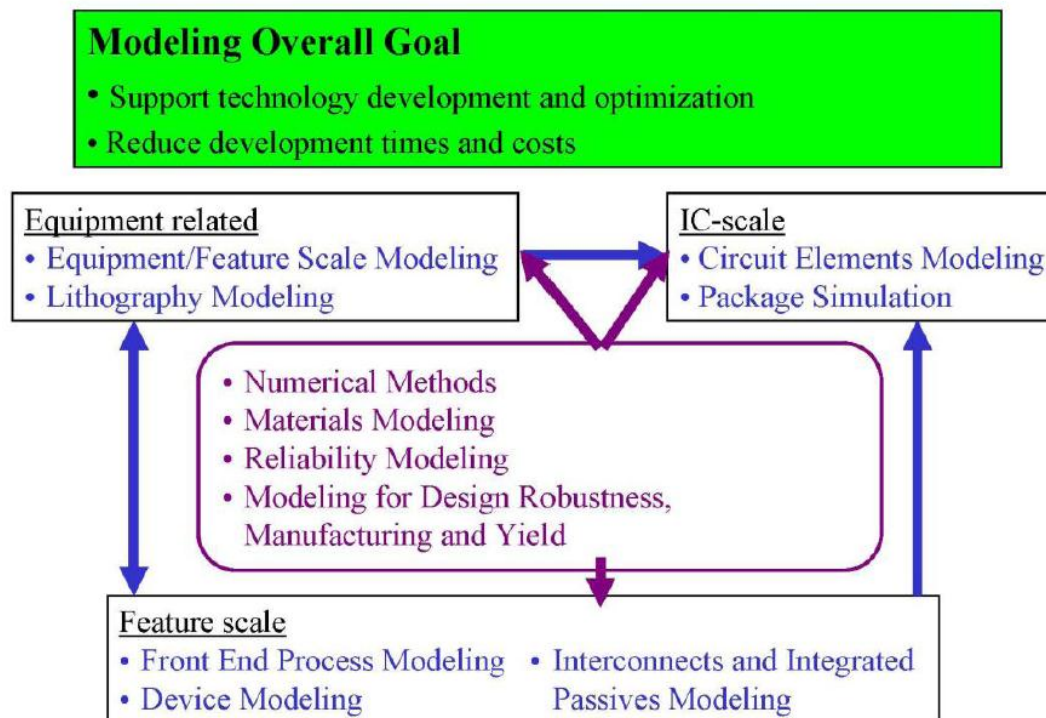 Modeling Overall Goal
• Support technology development and optimization
• Reduce development times and costs
Equipment related
• Equipment/Feature Scale Modeling
• Lithography Modeling
IC-scale
• Circuit Elements Modeling
• Package Simulation
• Numerical Methods
• Materials Modeling
• Reliability Modeling
• Modeling for Design Robustness,
Manufacturing and Yield
Feature scale
• Front End Process Modeling
• Device Modeling
• Interconnects and Integrated
Passives Modeling